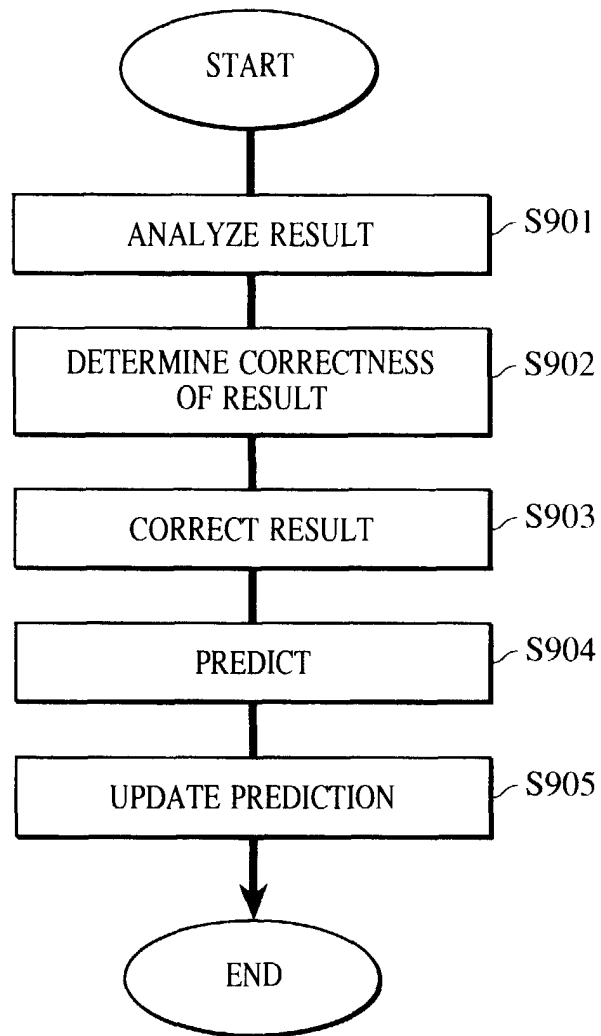 START
ANALYZE RESULT
S901
DETERMINE CORRECTNESS
OF RESULT
S902
CORRECT RESULT
S903
PREDICT
S904
UPDATE PREDICTION
S905
END